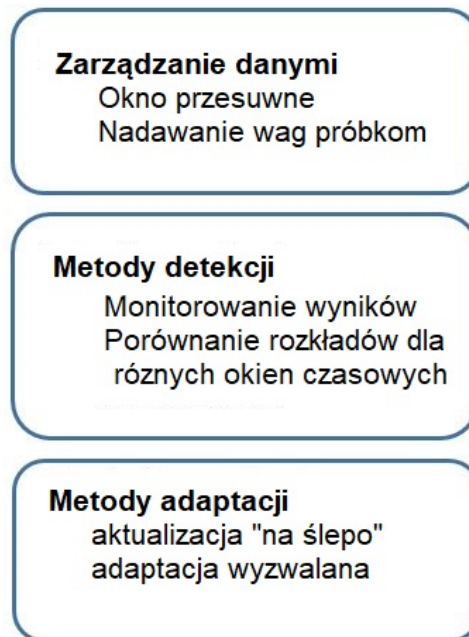 Zarządzanie danymi
Okno przesuwne
Nadawanie wag próbkom
Metody detekcji
Monitorowanie wyników
Porównanie rozkładów dla
róznych okien czasowych
Metody adaptacji
aktualizacja "na ślepo"
adaptacja wyzwalana